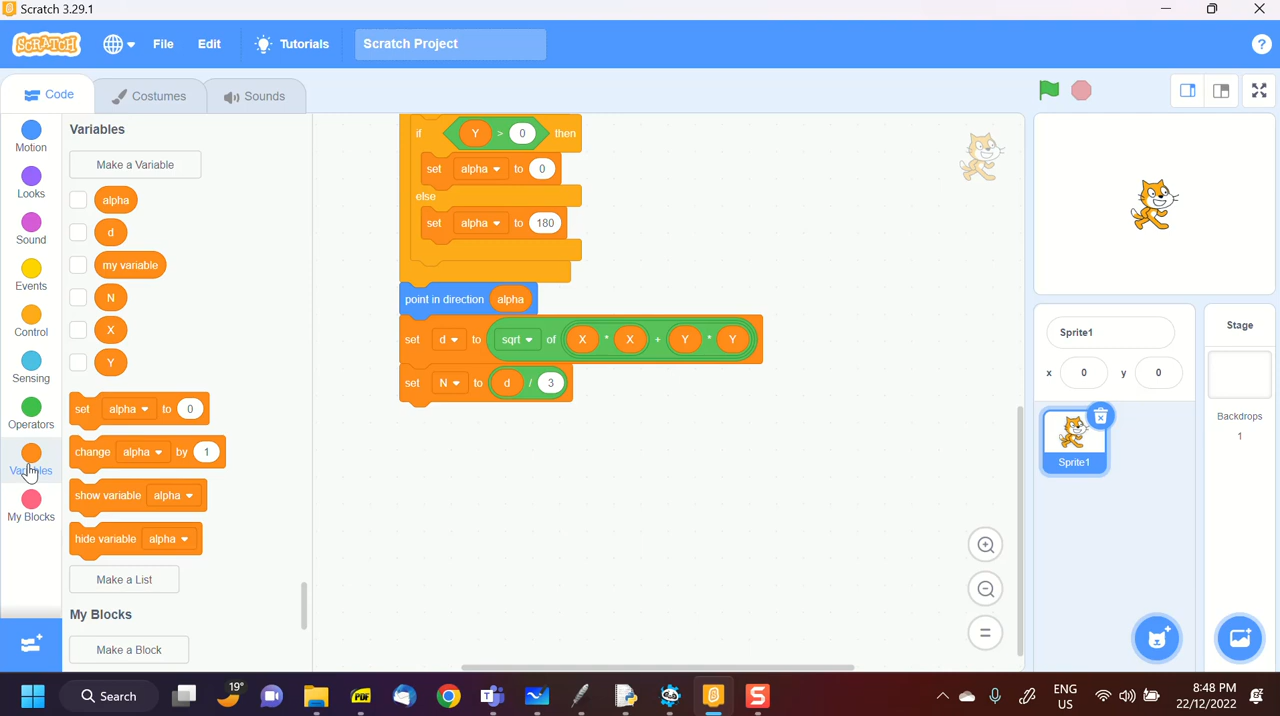 Scratch 3.29.1
SCRATCH File Edit Tutorials Scratch Project ?
Code Costumes Sounds
Motion
Looks
Sound
Events
Control
Sensing
Operators
Variables
My Blocks
Variables
Make a Variable
alpha
d
my variable
N
X
Y
set alpha to 0
change alpha by 1
show variable alpha
hide variable alpha
Make a List
My Blocks
Make a Block
if Y > 0 then
set alpha to 0
else
set alpha to 180
point in direction alpha
set d to sqrt of X * X + Y * Y
set N to d / 3
Sprite1
x 0 y 0
Sprite1
Stage
Backdrops
1
Search
19°
PDF
S
ENG
US
8:48 PM
22/12/2022